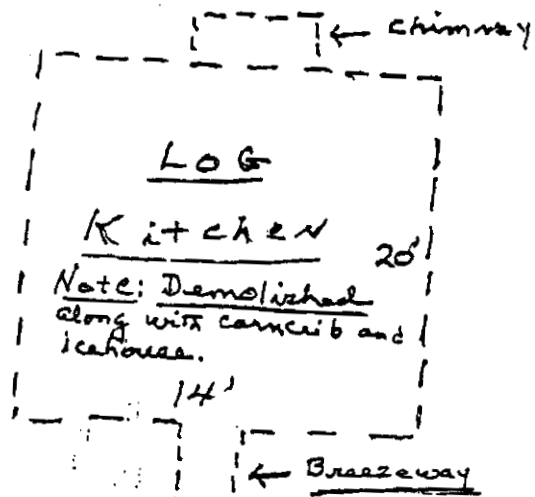 ← chimney
LOG
Kitchen
20'
Note: Demolished
along with corncrib and
icehouse.
14'
← Breezeway